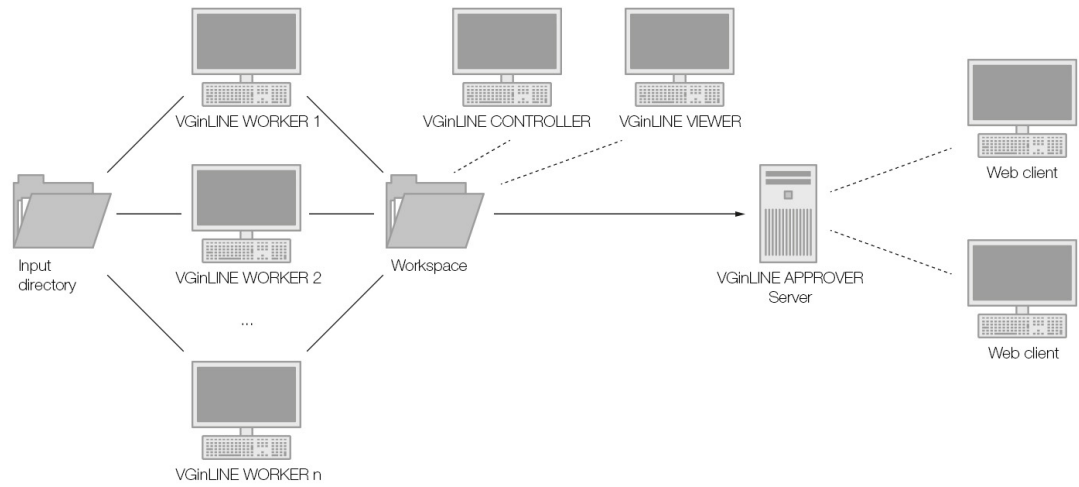 VGinLINE WORKER 1
VGinLINE CONTROLLER
VGinLINE VIEWER
Web client
Input
directory
VGinLINE WORKER 2
Workspace
VGinLINE APPROVER
Server
...
Web client
VGinLINE WORKER n